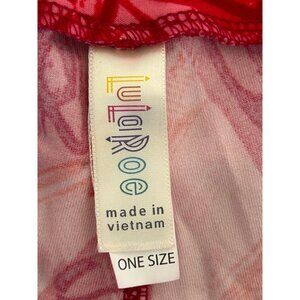 LuLaRoe
made in
vietnam
ONE SIZE